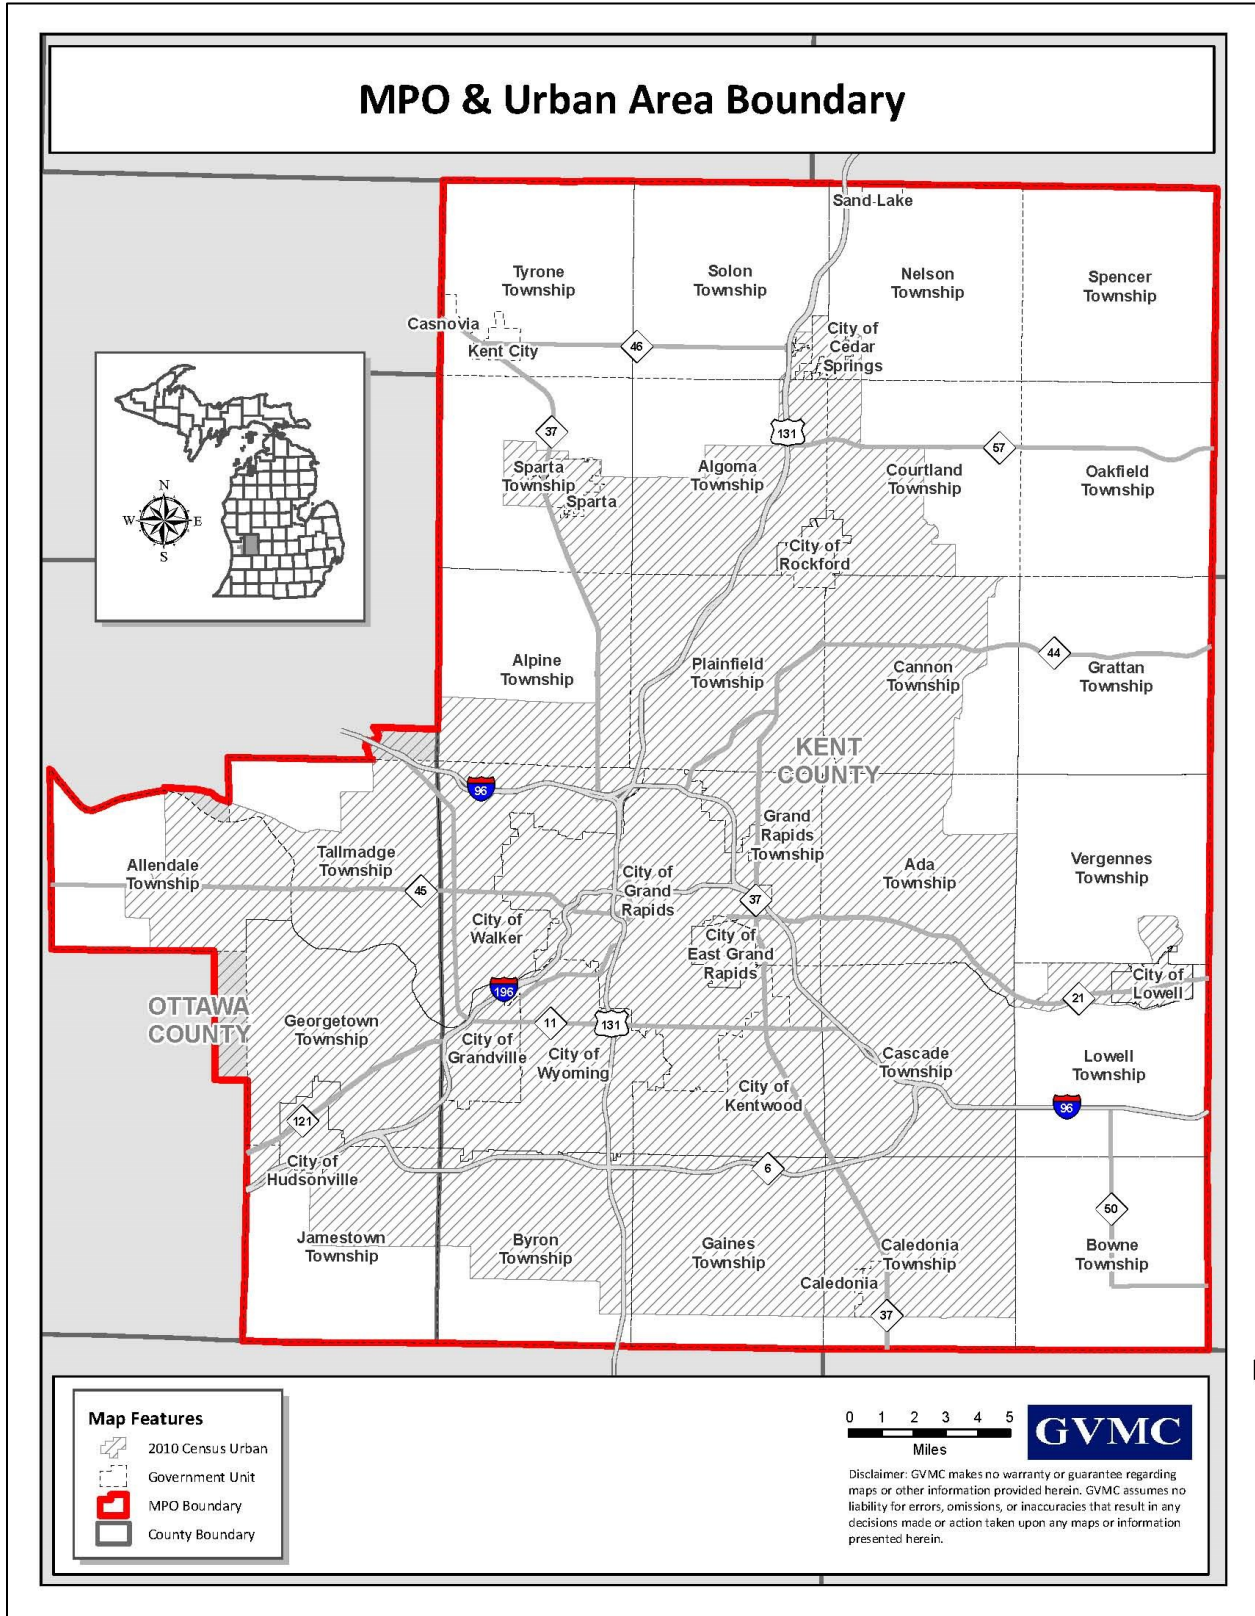 MPO & Urban Area Boundary
Sand Lake
Tyrone
Township
Solon
Township
Nelson
Township
Spencer
Township
Casnovia
Kent City
46
City of
Cedar
Springs
37
131
57
Sparta
Township
Sparta
Algoma
Township
Courtland
Township
Oakfield
Township
N
W
E
S
City of
Rockford
Alpine
Township
Plainfield
Township
Cannon
Township
44
Grattan
Township
KENT
COUNTY
96
Grand
Rapids
Township
Allendale
Township
Tallmadge
Township
45
City of
Grand
Rapids
Ada
Township
Vergennes
Township
37
City of
Walker
City of
East Grand
Rapids
196
City of
Lowell
21
OTTAWA
COUNTY
Georgetown
Township
11
131
City of
Grandville
City of
Wyoming
Cascade
Township
Lowell
Township
City of
Kentwood
96
121
City of
Hudsonville
6
50
Jamestown
Township
Byron
Township
Gaines
Township
Caledonia
Township
Bowne
Township
Caledonia
37
Map Features
2010 Census Urban
Government Unit
MPO Boundary
County Boundary
0 1 2 3 4 5
Miles
GVMC
Disclaimer: GVMC makes no warranty or guarantee regarding
maps or other information provided herein. GVMC assumes no
liability for errors, omissions, or inaccuracies that result in any
decisions made or action taken upon any maps or information
presented herein.